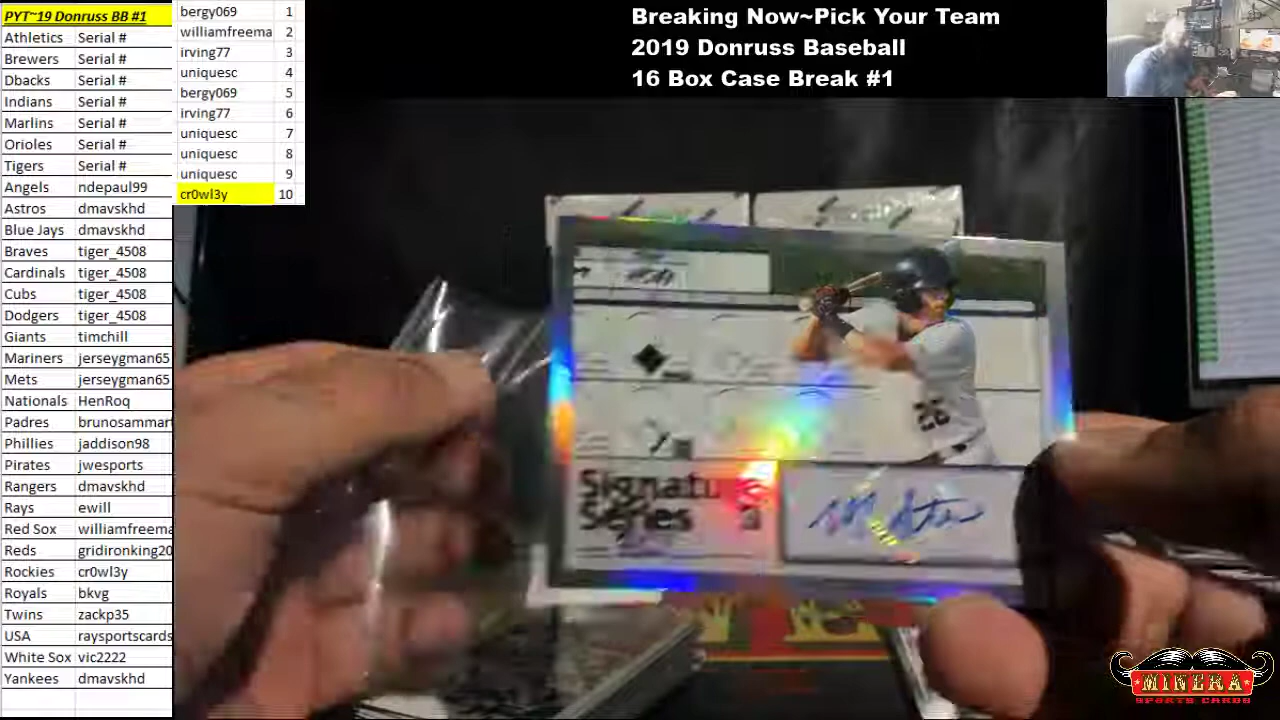 PYT~19 Donruss BB #1
Athletics Serial #
Brewers Serial #
Dbacks Serial #
Indians Serial #
Marlins Serial #
Orioles Serial #
Tigers Serial #
Angels ndepaul99
Astros dmavskhd
Blue Jays dmavskhd
Braves tiger_4508
Cardinals tiger_4508
Cubs tiger_4508
Dodgers tiger_4508
Giants timchill
Mariners jerseygman65
Mets jerseygman65
Nationals HenRoq
Padres brunosammar
Phillies jaddison98
Pirates jwesports
Rangers dmavskhd
Rays ewill
Red Sox williamfreema
Reds gridironking20
Rockies cr0wl3y
Royals bkvg
Twins zackp35
USA raysportscards
White Sox vic2222
Yankees dmavskhd
bergy069 1
williamfreema 2
irving77 3
uniquesc 4
bergy069 5
irving77 6
uniquesc 7
uniquesc 8
uniquesc 9
cr0wl3y 10
Breaking Now~Pick Your Team
2019 Donruss Baseball
16 Box Case Break #1
26
Signature
Series
MINERA
SPORTS CARDS